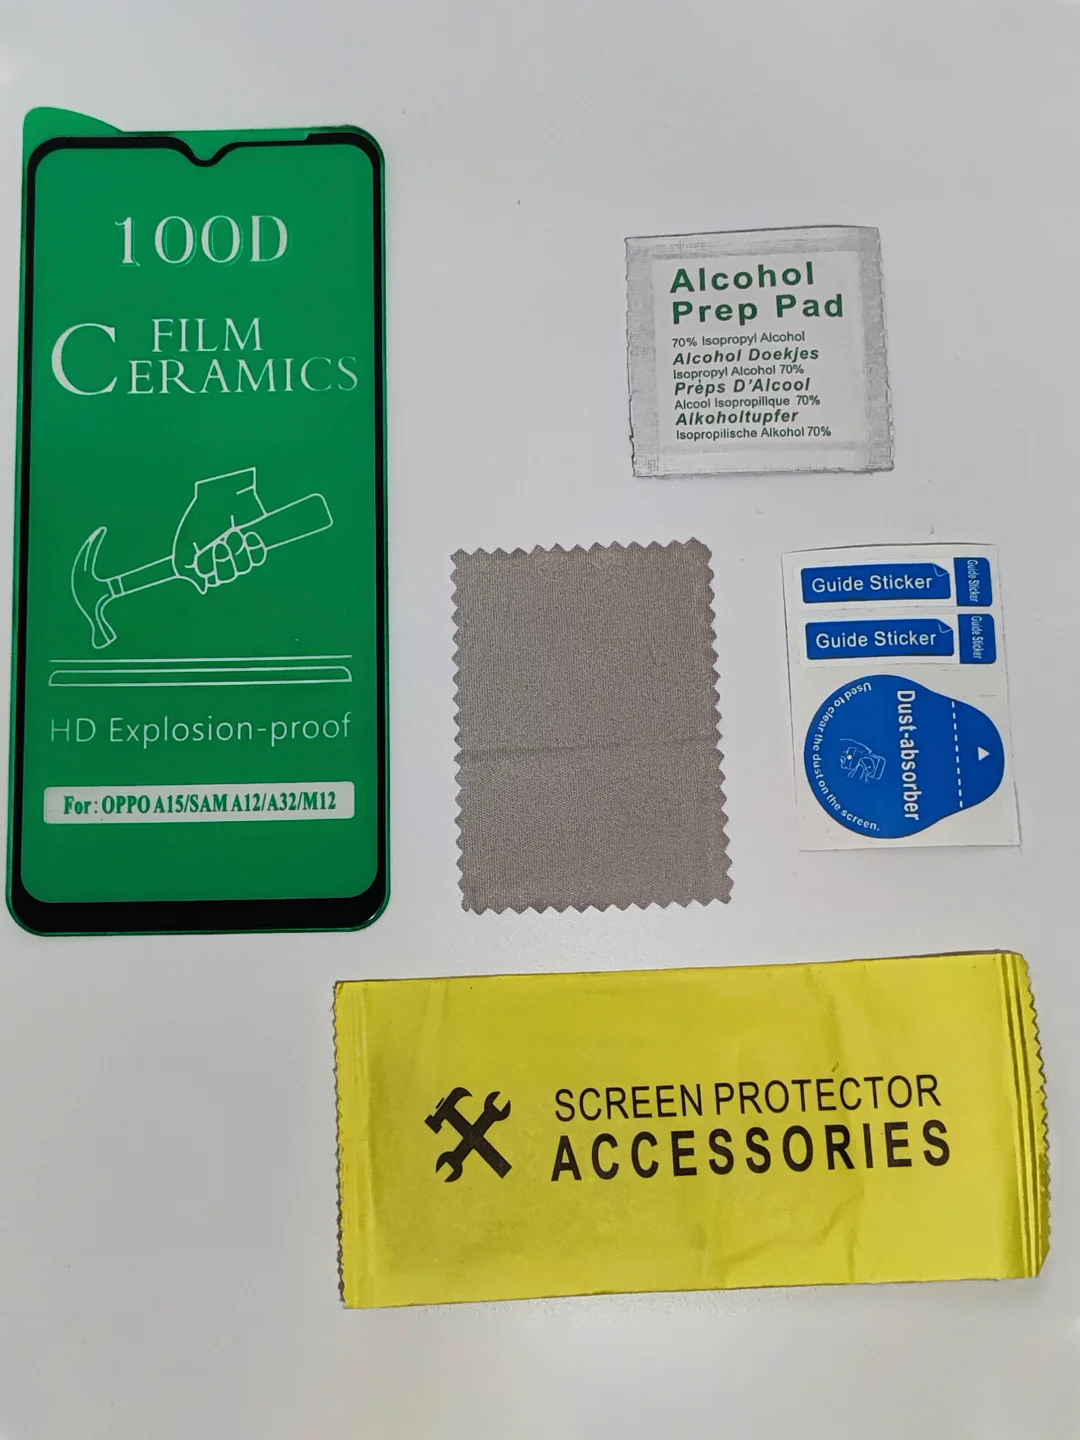 100D
FILM
CERAMICS
HD Explosion-proof
For: OPPO A15/SAM A12/A32/M12
Alcohol
Prep Pad
70% Isopropyl Alcohol
Alcohol Doekjes
Isopropyl Alcohol 70%
Prèps D'Alcool
Alcool Isopropilique 70%
Alkoholtupfer
Isopropilische Alkohol 70%
Guide Sticker
Guide Sticker
Guide Sticker
Guide Sticker
Dust-absorber
Used to clear the dust on the screen.
SCREEN PROTECTOR
ACCESSORIES